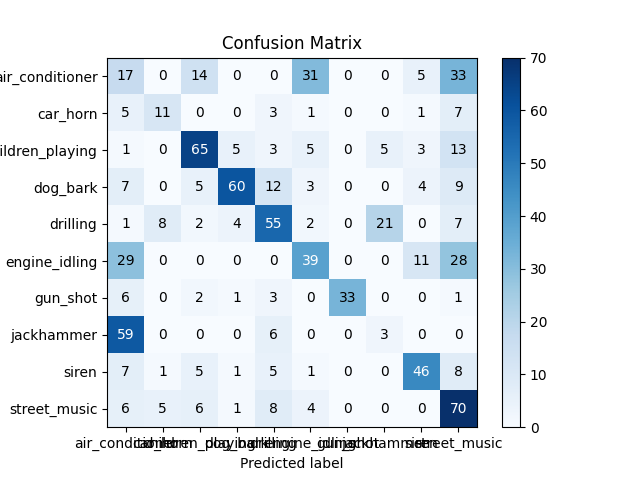 Confusion Matrix
air_conditioner 17 0 14 0 0 31 0 0 5 33
car_horn 5 11 0 0 3 1 0 0 1 7
ildren_playing 1 0 65 5 3 5 0 5 3 13
dog_bark 7 0 5 60 12 3 0 0 4 9
drilling 1 8 2 4 55 2 0 21 0 7
engine_idling 29 0 0 0 0 39 0 0 11 28
gun_shot 6 0 2 1 3 0 33 0 0 1
jackhammer 59 0 0 0 6 0 0 3 0 0
siren 7 1 5 1 5 1 0 0 46 8
street_music 6 5 6 1 8 4 0 0 0 70
70
60
50
40
30
20
10
0
street_music
Predicted label